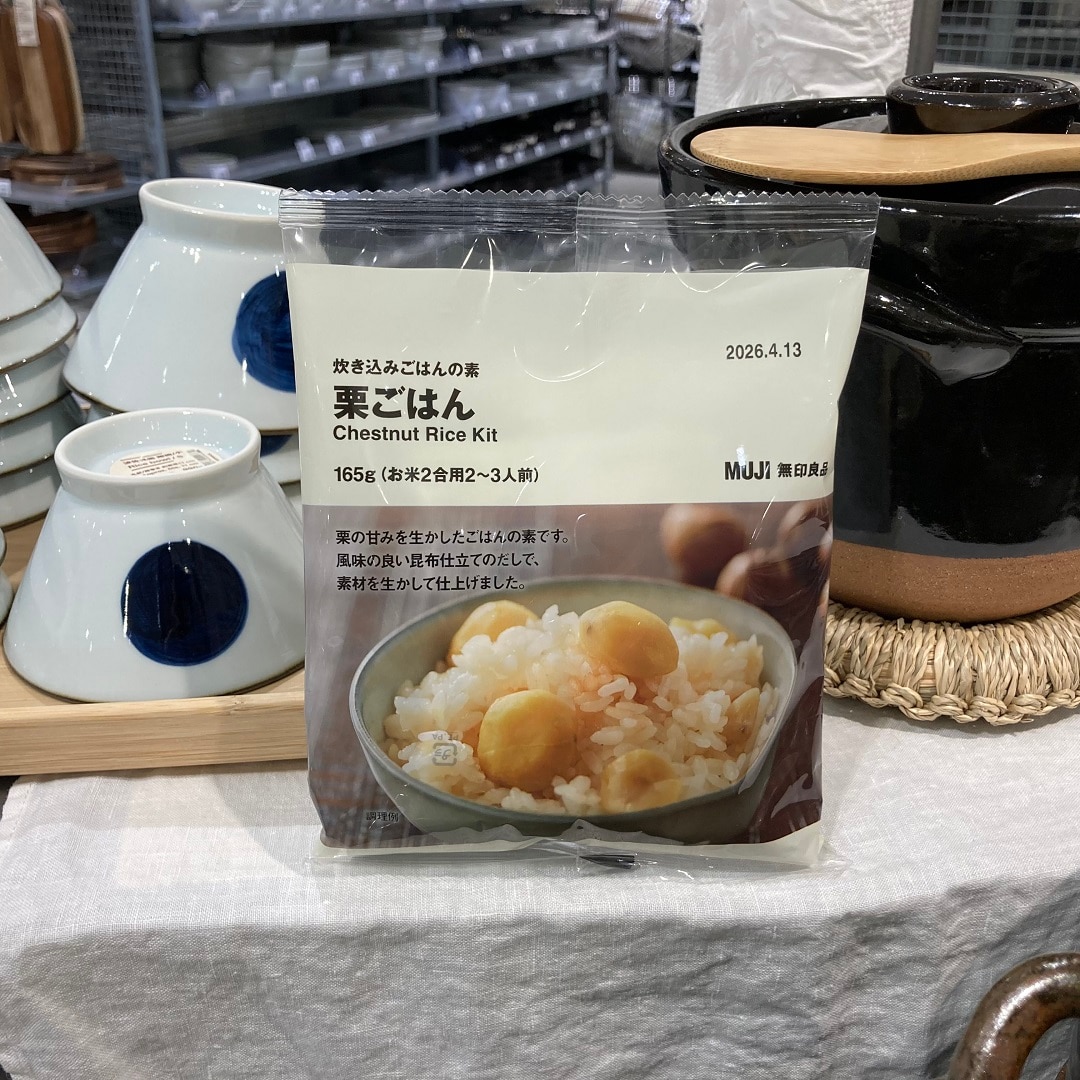 2026.4.13
炊き込みごはんの素
栗ごはん
Chestnut Rice Kit
165g(お米2合用2〜3人前)
MUJI 無印良品
栗の甘みを生かしたごはんの素です。
風味の良い昆布仕立てのだしで、
素材を生かして仕上げました。
調理例